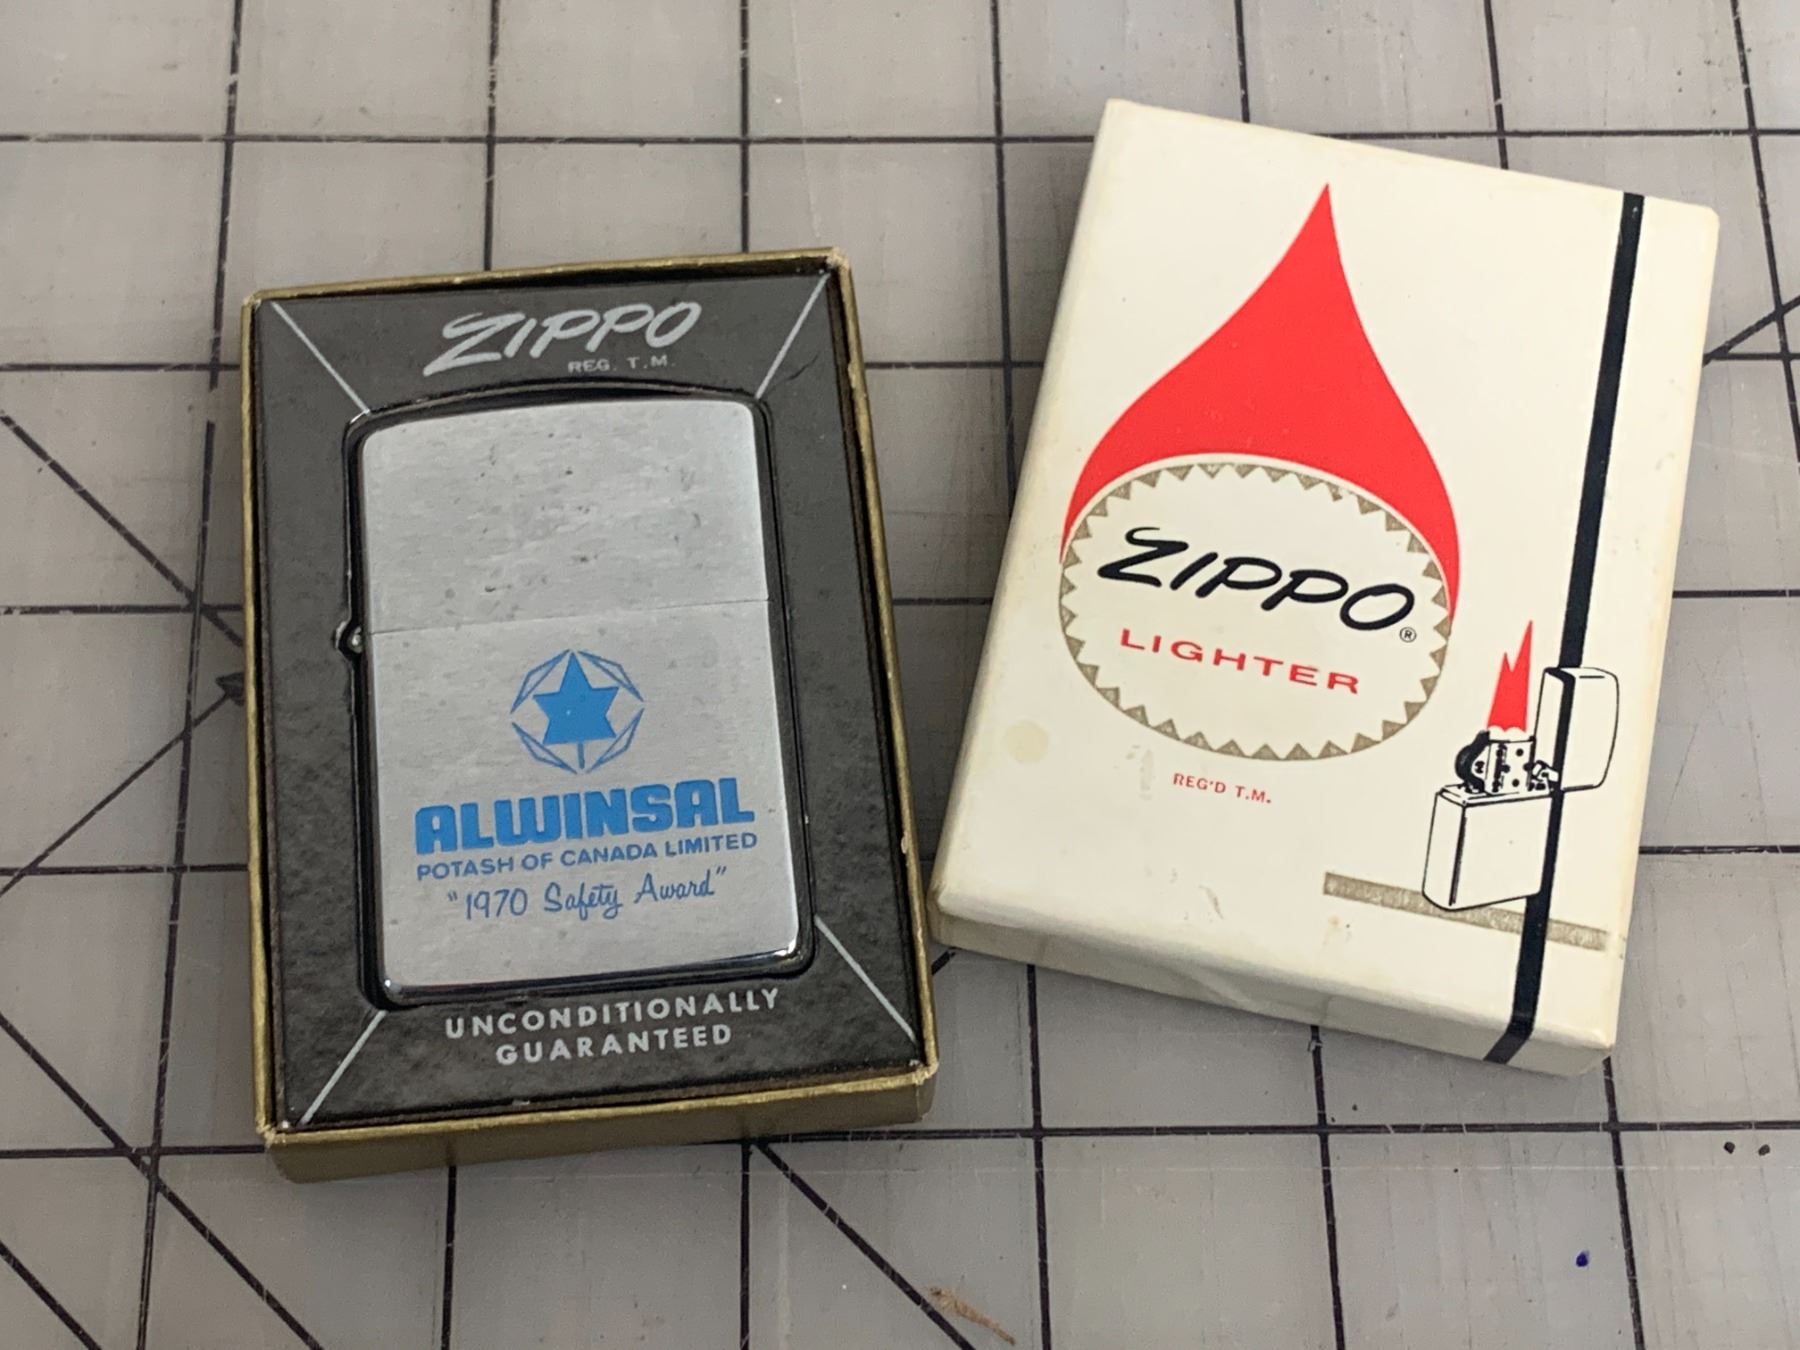 ZIPPO
REG. T.M.
ALWINSAL
POTASH OF CANADA LIMITED
"1970 Safety Award"
UNCONDITIONALLY
GUARANTEED
ZIPPO®
LIGHTER
REG'D T.M.